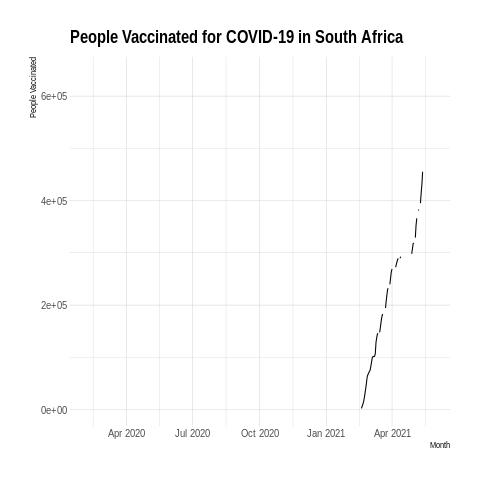 People Vaccinated for COVID-19 in South Africa
People Vaccinated
6e+05
4e+05
2e+05
0e+00
Apr 2020
Jul 2020
Oct 2020
Jan 2021
Apr 2021
Month